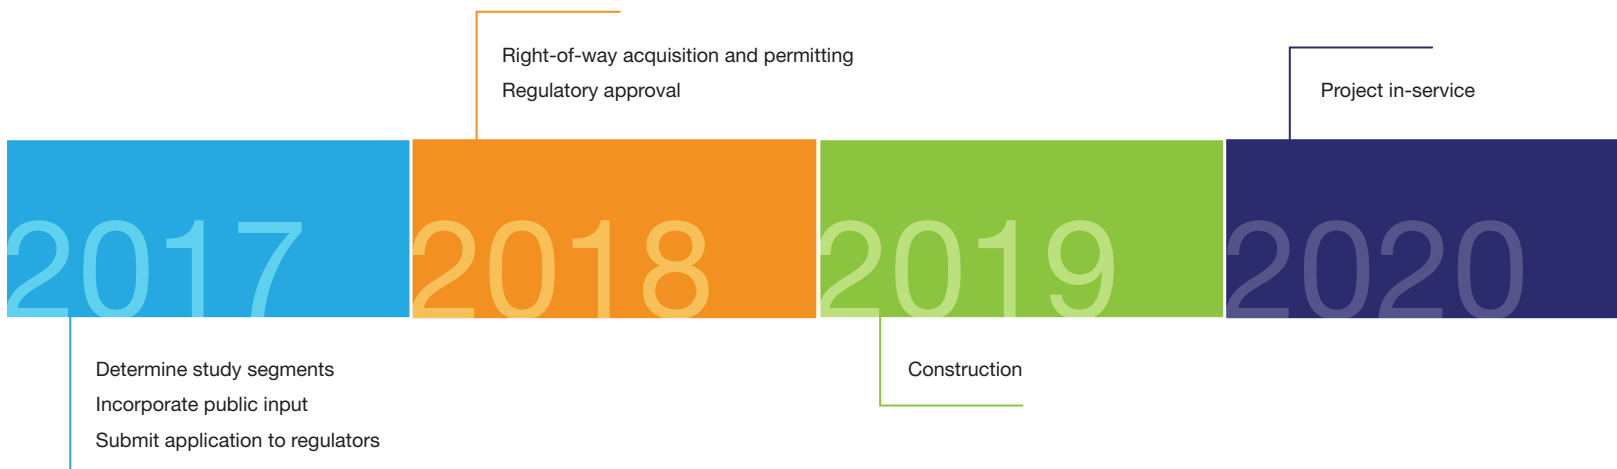 Right-of-way acquisition and permitting
Regulatory approval
Project in-service
2017
2018
2019
2020
Determine study segments
Incorporate public input
Submit application to regulators
Construction